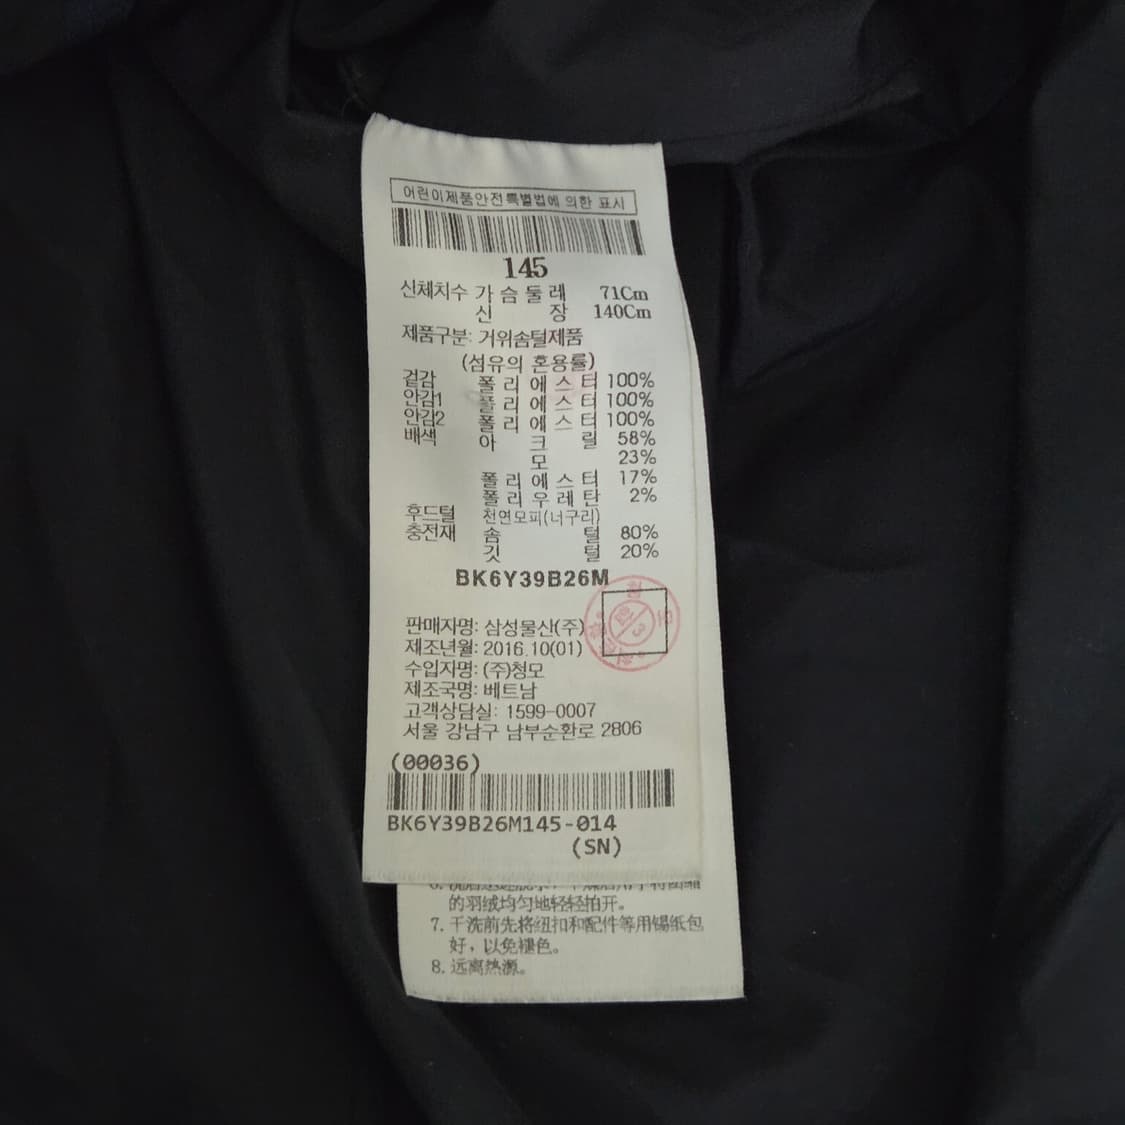 어린이제품안전특별법에 의한 표시
145
신체치수 가슴둘레 71Cm
신장 140Cm
제품구분: 거위솜털제품
(섬유의 혼용률)
겉감 폴리에스터 100%
안감1 폴리에스터 100%
안감2 폴리에스터 100%
배색 아크릴 58%
모 23%
폴리에스터 17%
폴리우레탄 2%
후드털 천연모피(너구리)
충전재 솜털 80%
깃털 20%
BK6Y39B26M
판매자명: 삼성물산(주)
제조년월: 2016.10(01)
수입자명: (주)청모
제조국명: 베트남
고객상담실: 1599-0007
서울 강남구 남부순환로 2806
(00036)
BK6Y39B26M145-014
(SN)
的羽绒均匀地轻轻拍开。
7. 干洗前先将纽扣和配件等用锡纸包
好，以免褪色。
8. 远离热源。